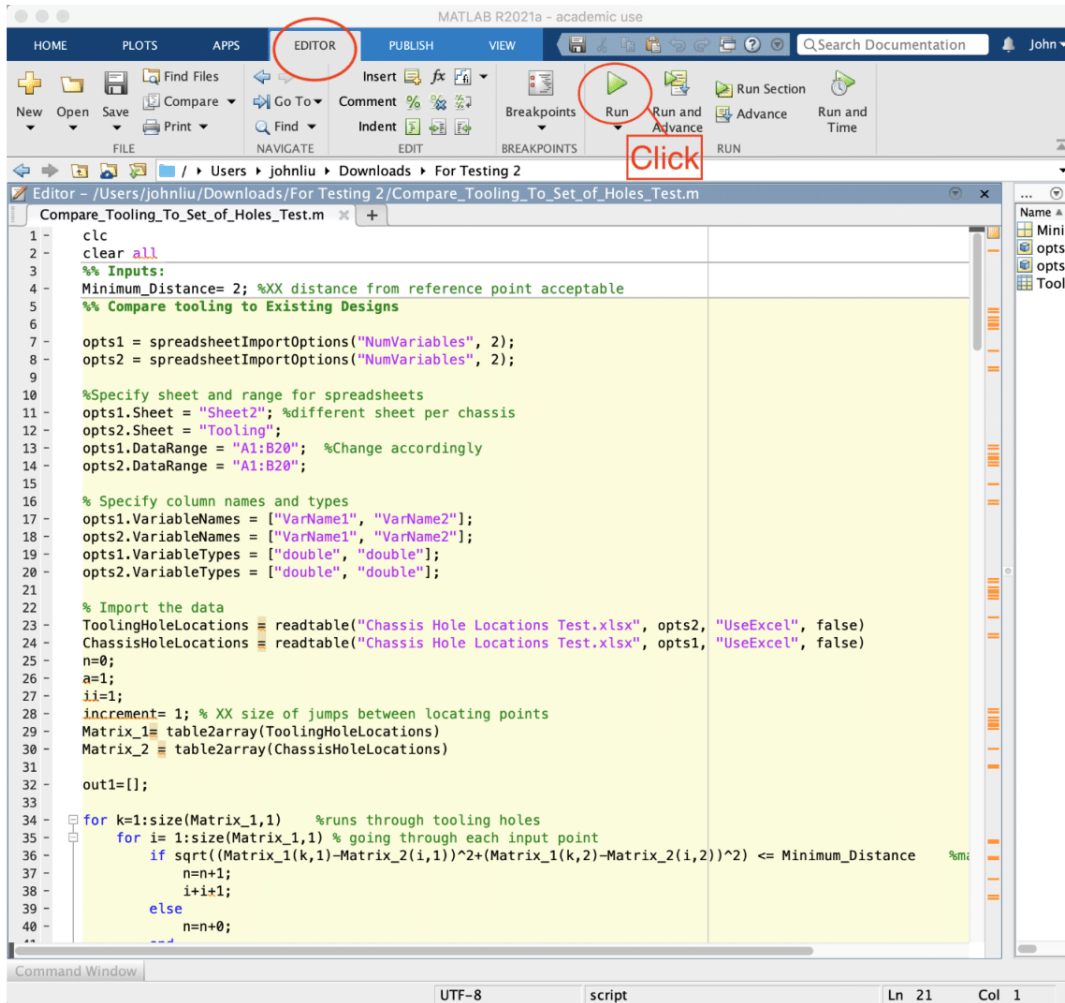 MATLAB R2021a - academic use
HOME PLOTS APPS EDITOR PUBLISH VIEW Search Documentation John
Find Files Insert fx
New Open Save Compare Go To Comment % Breakpoints Run Run and Advance Run Section Advance Run and Time
Print Find Indent
FILE NAVIGATE EDIT BREAKPOINTS Click RUN
/ Users johnliu Downloads For Testing 2
Editor - /Users/johnliu/Downloads/For Testing 2/Compare_Tooling_To_Set_of_Holes_Test.m
Compare_Tooling_To_Set_of_Holes_Test.m × +
... Name
Mini
opts
opts
Tool
1 - clc
2 - clear all
3 %% Inputs:
4 - Minimum_Distance= 2; %XX distance from reference point acceptable
5 %% Compare tooling to Existing Designs
6
7 - opts1 = spreadsheetImportOptions("NumVariables", 2);
8 - opts2 = spreadsheetImportOptions("NumVariables", 2);
9
10 %Specify sheet and range for spreadsheets
11 - opts1.Sheet = "Sheet2"; %different sheet per chassis
12 - opts2.Sheet = "Tooling";
13 - opts1.DataRange = "A1:B20"; %Change accordingly
14 - opts2.DataRange = "A1:B20";
15
16 % Specify column names and types
17 - opts1.VariableNames = ["VarName1", "VarName2"];
18 - opts2.VariableNames = ["VarName1", "VarName2"];
19 - opts1.VariableTypes = ["double", "double"];
20 - opts2.VariableTypes = ["double", "double"];
21
22 % Import the data
23 - ToolingHoleLocations = readtable("Chassis Hole Locations Test.xlsx", opts2, "UseExcel", false)
24 - ChassisHoleLocations = readtable("Chassis Hole Locations Test.xlsx", opts1, "UseExcel", false)
25 - n=0;
26 - a=1;
27 - ii=1;
28 - increment= 1; % XX size of jumps between locating points
29 - Matrix_1= table2array(ToolingHoleLocations)
30 - Matrix_2 = table2array(ChassisHoleLocations)
31
32 - out1=[];
33
34 - for k=1:size(Matrix_1,1) %runs through tooling holes
35 - for i= 1:size(Matrix_1,1) % going through each input point
36 - if sqrt((Matrix_1(k,1)-Matrix_2(i,1))^2+(Matrix_1(k,2)-Matrix_2(i,2))^2) <= Minimum_Distance %ma
37 - n=n+1;
38 - i+i+1;
39 - else
40 - n=n+0;
Command Window
UTF-8 script Ln 21 Col 1